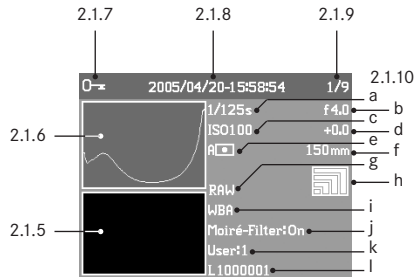 2.1.7 2.1.8 2.1.9
2005/04/20-15:58:54 1/9 2.1.10
1/125s f4.0 a b
ISO100 +0.0 c d
A 150mm e f
2.1.6
RAW g h
WBA i
2.1.5 Moiré-Filter:On j
User:1 k
L1000001 l